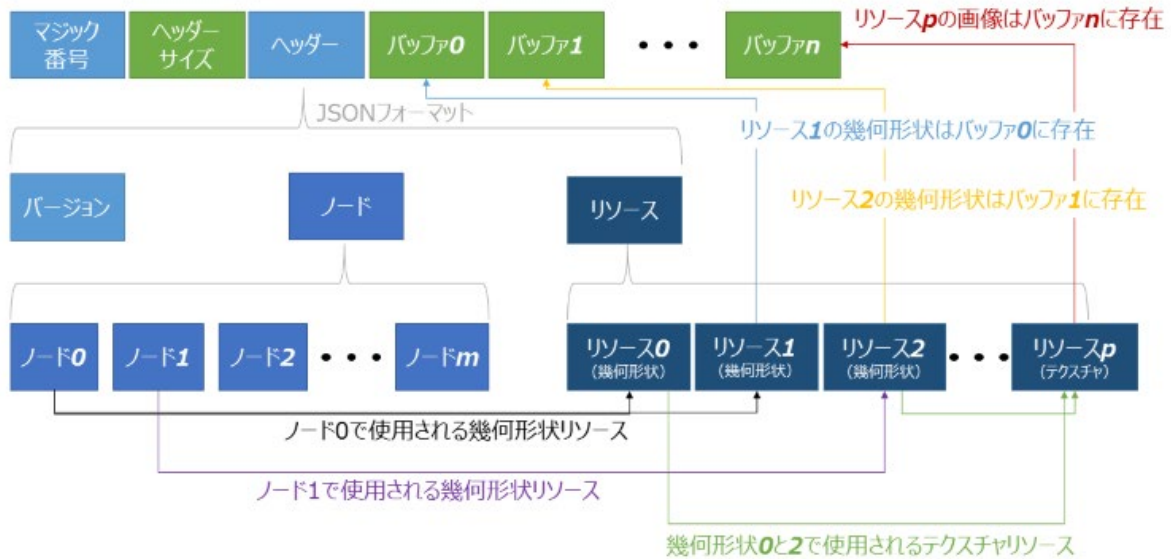 マジック
番号
ヘッダー
サイズ
ヘッダー
バッファ0
バッファ1
• • •
バッファn
リソースpの画像はバッファnに存在
JSONフォーマット
リソース1の幾何形状はバッファ0に存在
バージョン
ノード
リソース
リソース2の幾何形状はバッファ1に存在
ノード0
ノード1
ノード2
• • •
ノードm
リソース0
(幾何形状)
リソース1
(幾何形状)
リソース2
(幾何形状)
• • •
リソースp
(テクスチャ)
ノード0で使用される幾何形状リソース
ノード1で使用される幾何形状リソース
幾何形状0と2で使用されるテクスチャリソース